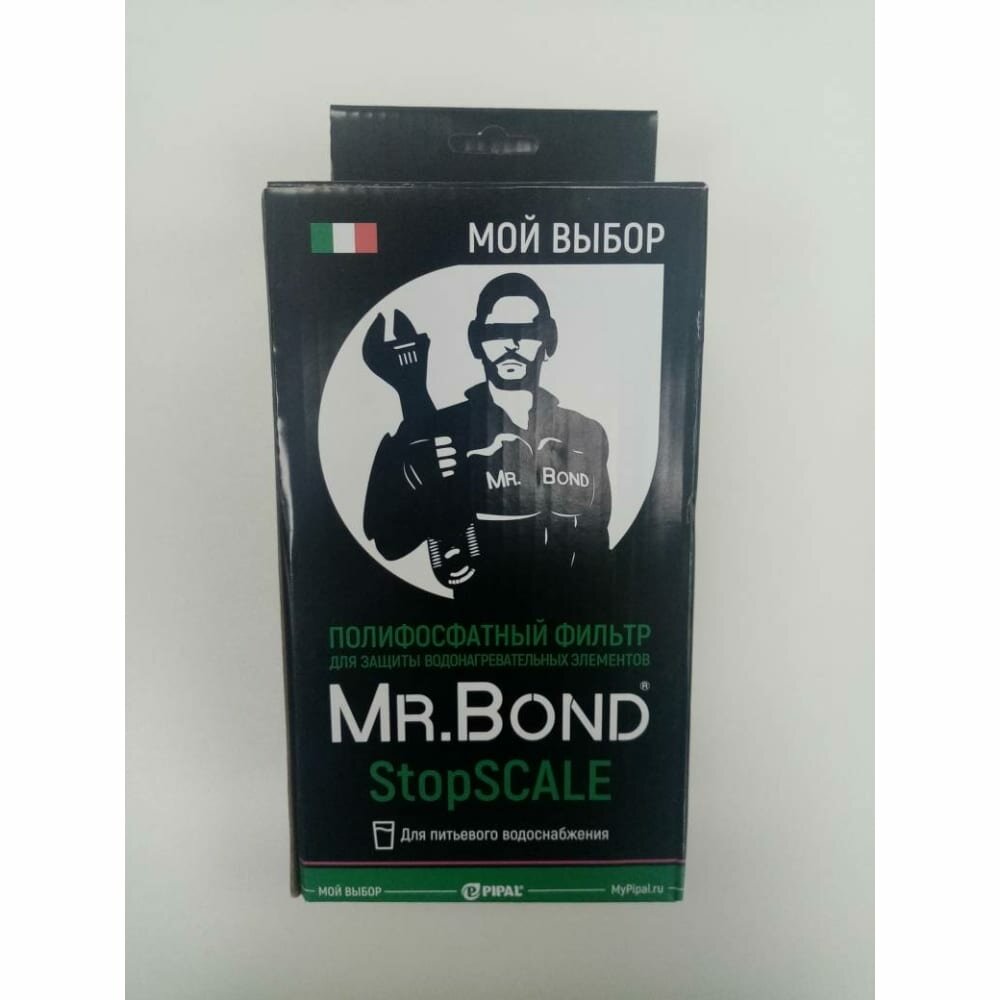 МОЙ ВЫБОР
MR. BOND
ПОЛИФОСФАТНЫЙ ФИЛЬТР
ДЛЯ ЗАЩИТЫ ВОДОНАГРЕВАТЕЛЬНЫХ ЭЛЕМЕНТОВ
MR.BOND®
StopSCALE
Для питьевого водоснабжения
МОЙ ВЫБОР PIPAL® MyPipal.ru